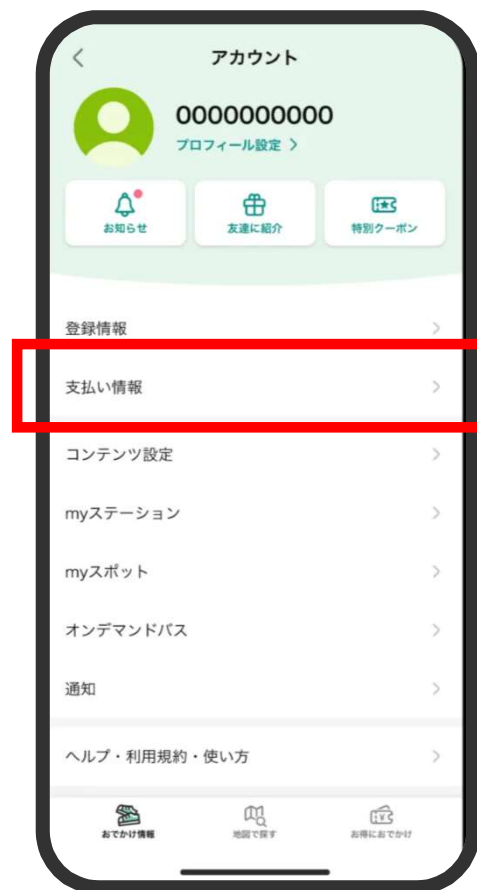 アカウント
0000000000
プロフィール設定
お知らせ
友達に紹介
特別クーポン
登録情報
支払い情報
コンテンツ設定
myステーション
myスポット
オンデマンドバス
通知
ヘルプ・利用規約・使い方
おでかけ情報
地図で探す
お得におでかけ